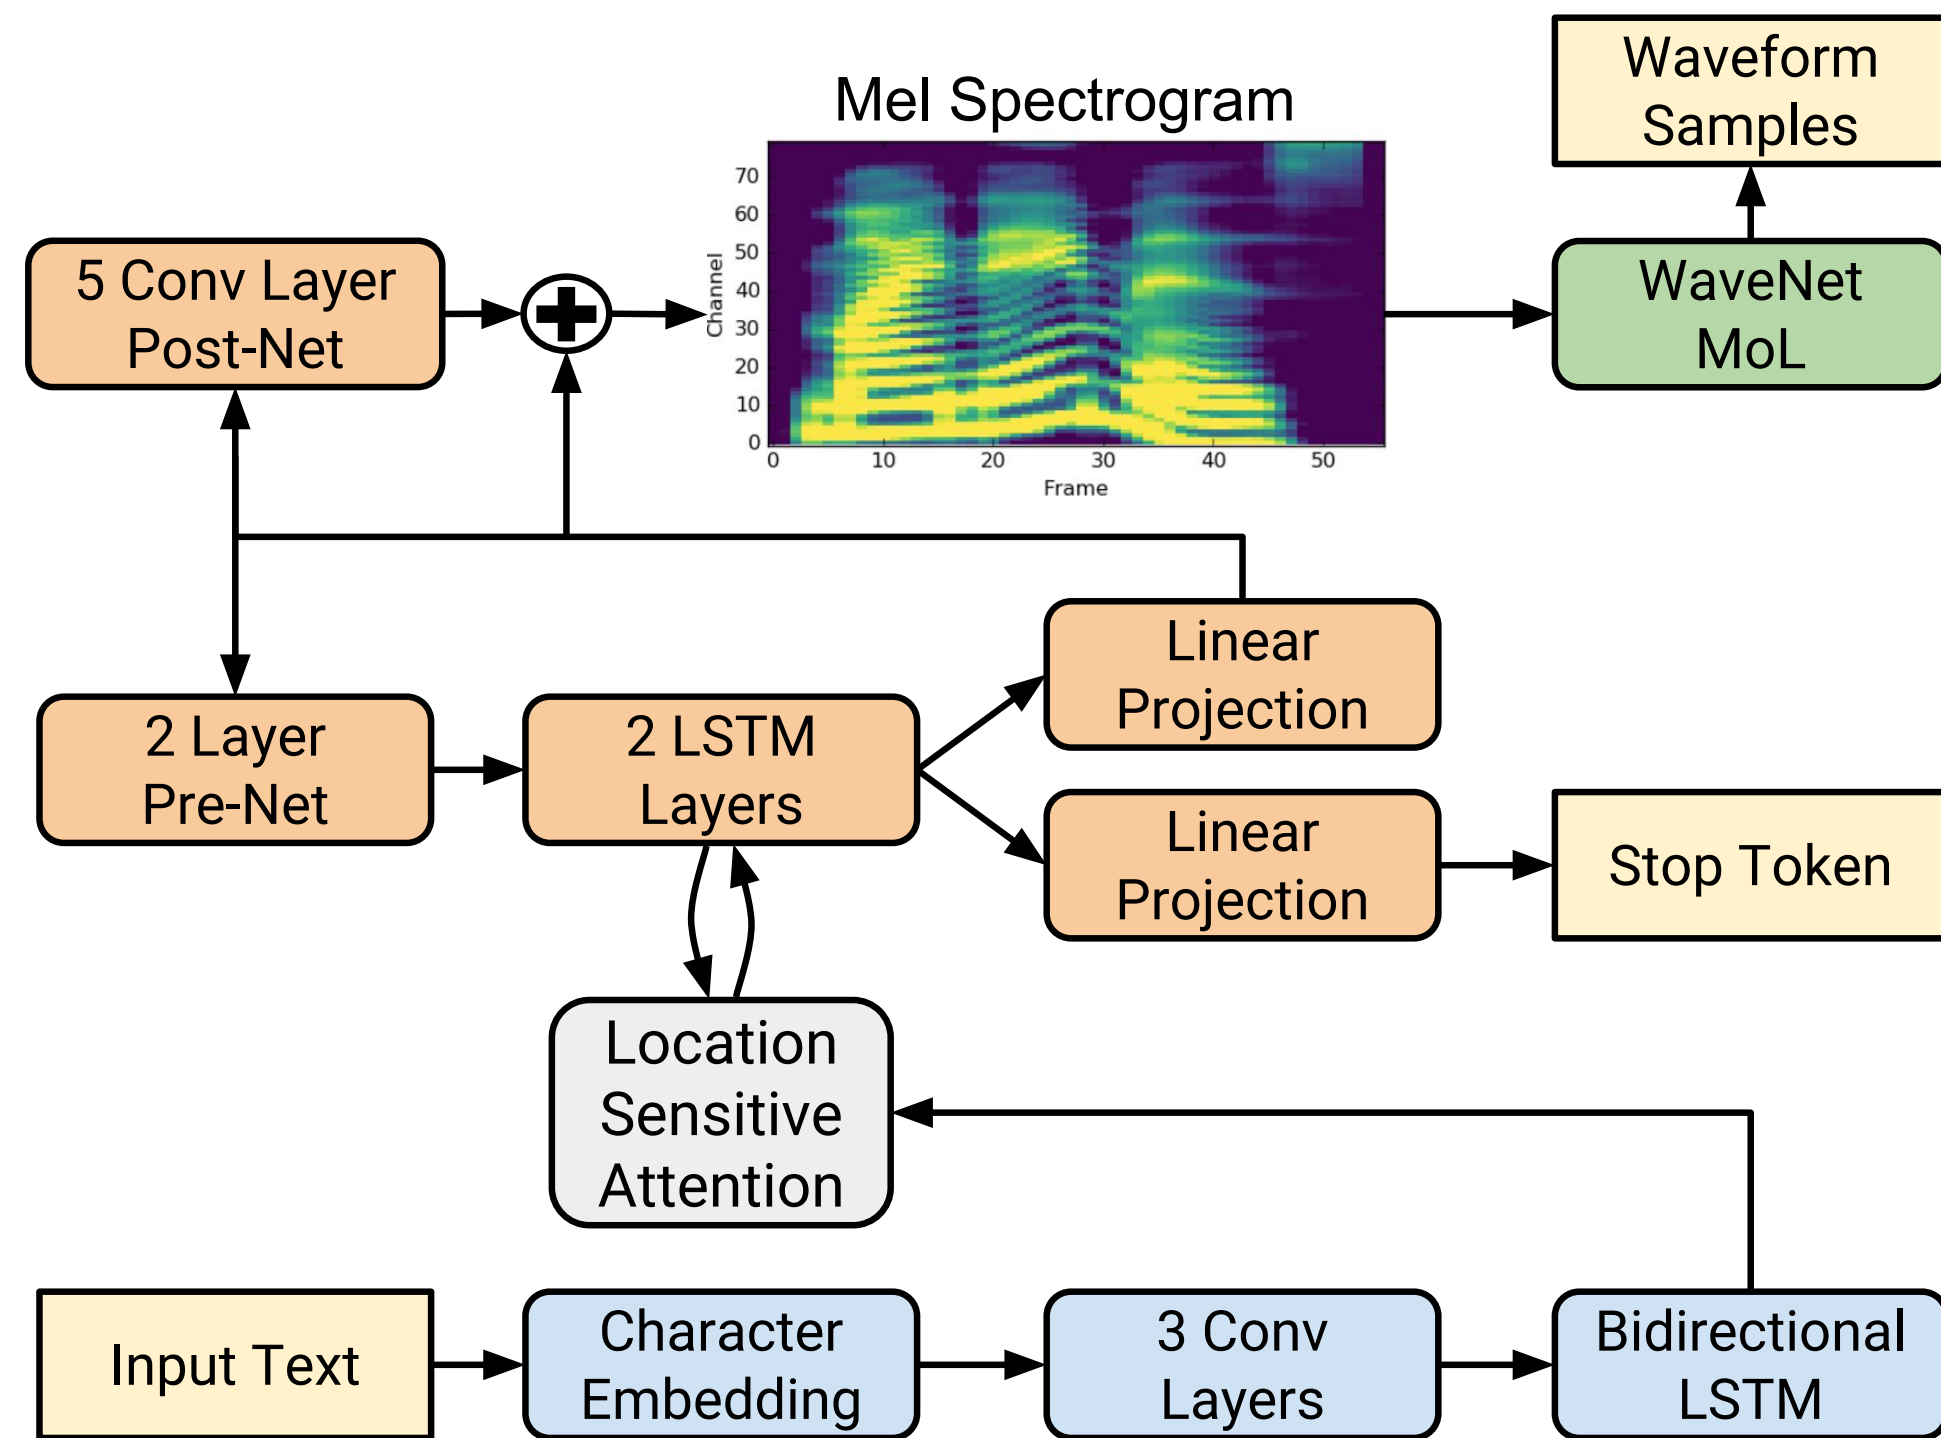 Waveform
Samples
Mel Spectrogram
70
60
50
40
30
20
10
0
Channel
0 10 20 30 40 50
Frame
5 Conv Layer
Post-Net
WaveNet
MoL
Linear
Projection
2 Layer
Pre-Net
2 LSTM
Layers
Linear
Projection
Stop Token
Location
Sensitive
Attention
Input Text
Character
Embedding
3 Conv
Layers
Bidirectional
LSTM